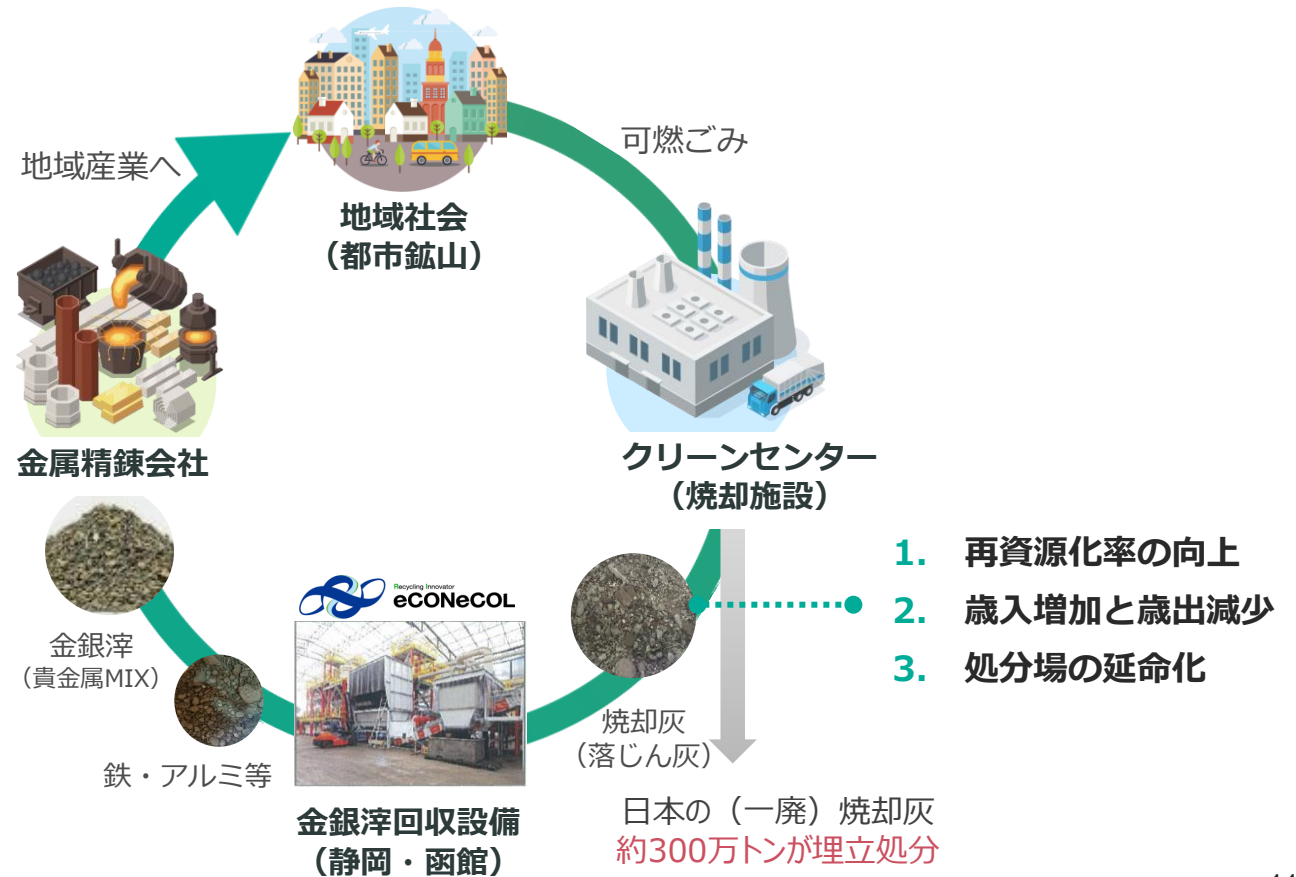 地域産業へ
可燃ごみ
地域社会
（都市鉱山）
金属精錬会社
クリーンセンター
（焼却施設）
1. 再資源化率の向上
2. 歳入増加と歳出減少
3. 処分場の延命化
Recycling Innovator
eCONeCOL
金銀滓
（貴金属MIX）
鉄・アルミ等
焼却灰
（落じん灰）
金銀滓回収設備
（静岡・函館）
日本の（一廃）焼却灰
約300万トンが埋立処分